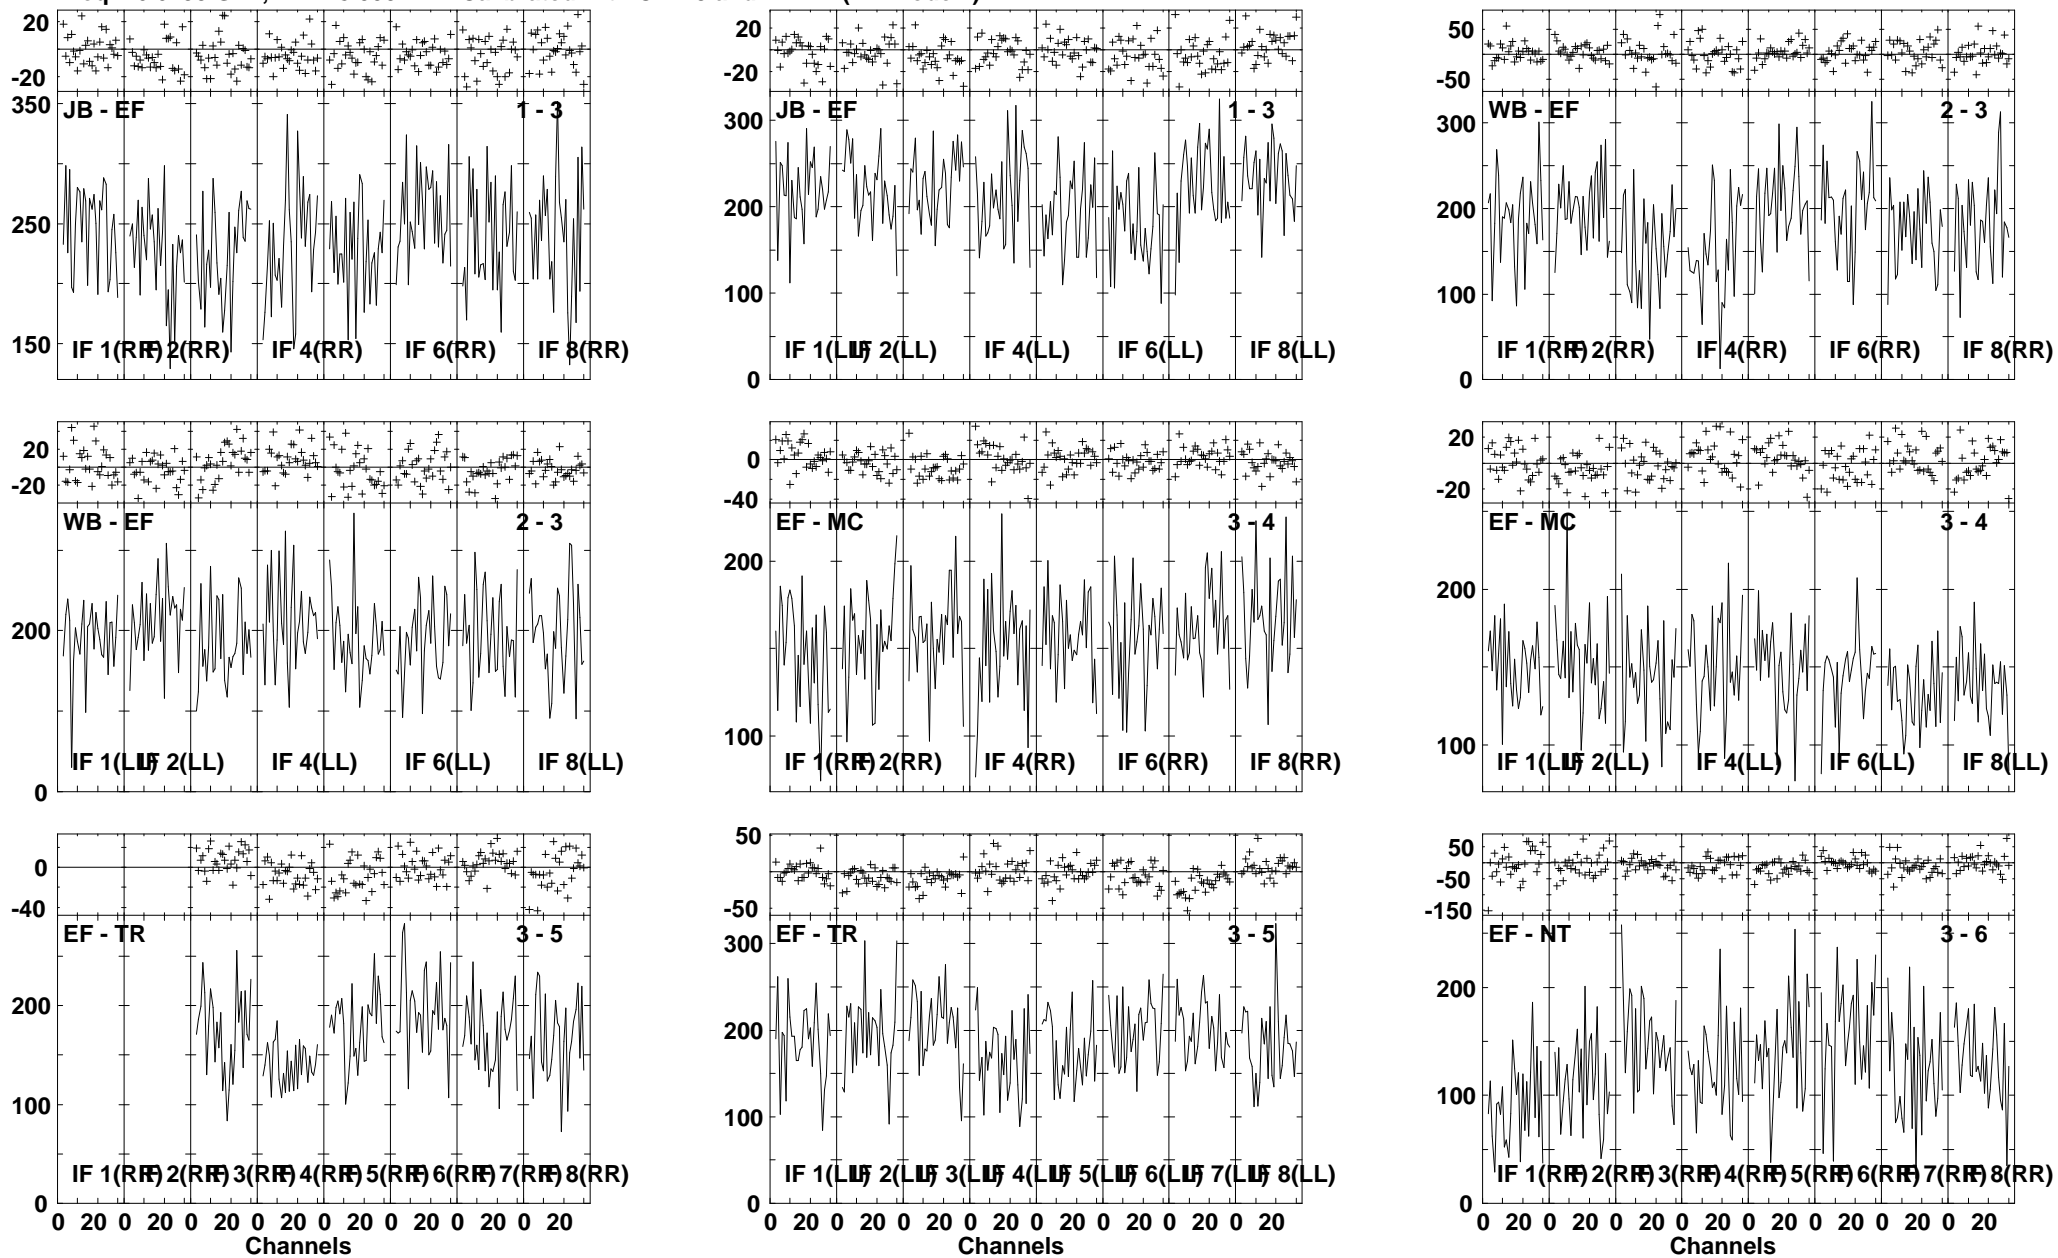 20
-20
350
250
150
JB - EF 1 - 3
IF 1(RR) IF 2(RR) IF 4(RR) IF 6(RR) IF 8(RR)
20
-20
300
200
100
0
JB - EF 1 - 3
IF 1(LL) IF 2(LL) IF 4(LL) IF 6(LL) IF 8(LL)
50
-50
300
200
100
0
WB - EF 2 - 3
IF 1(RR) IF 2(RR) IF 4(RR) IF 6(RR) IF 8(RR)
20
-20
200
0
WB - EF 2 - 3
IF 1(LL) IF 2(LL) IF 4(LL) IF 6(LL) IF 8(LL)
0
-40
200
100
EF - MC 3 - 4
IF 1(RR) IF 2(RR) IF 4(RR) IF 6(RR) IF 8(RR)
20
-20
200
100
EF - MC 3 - 4
IF 1(LL) IF 2(LL) IF 4(LL) IF 6(LL) IF 8(LL)
0
-40
200
100
0
EF - TR 3 - 5
IF 1(RR) IF 2(RR) IF 3(RR) IF 4(RR) IF 5(RR) IF 6(RR) IF 7(RR) IF 8(RR)
0 20 0 20 0 20 0 20 0 20 0 20 0 20 0 20
Channels
50
-50
300
200
100
0
EF - TR 3 - 5
IF 1(LL) IF 2(LL) IF 3(LL) IF 4(LL) IF 5(LL) IF 6(LL) IF 7(LL) IF 8(LL)
0 20 0 20 0 20 0 20 0 20 0 20 0 20 0 20
Channels
50
-50
-150
200
100
0
EF - NT 3 - 6
IF 1(RR) IF 2(RR) IF 3(RR) IF 4(RR) IF 5(RR) IF 6(RR) IF 7(RR) IF 8(RR)
0 20 0 20 0 20 0 20 0 20 0 20 0 20 0 20
Channels